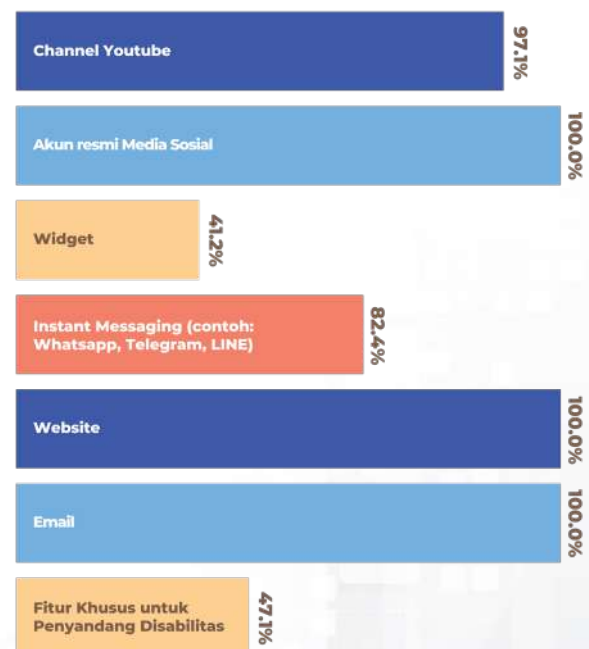 Channel Youtube
97.1%
Akun resmi Media Sosial
100.0%
Widget
41.2%
Instant Messaging (contoh:
Whatsapp, Telegram, LINE)
82.4%
Website
100.0%
Email
100.0%
Fitur Khusus untuk
Penyandang Disabilitas
47.1%